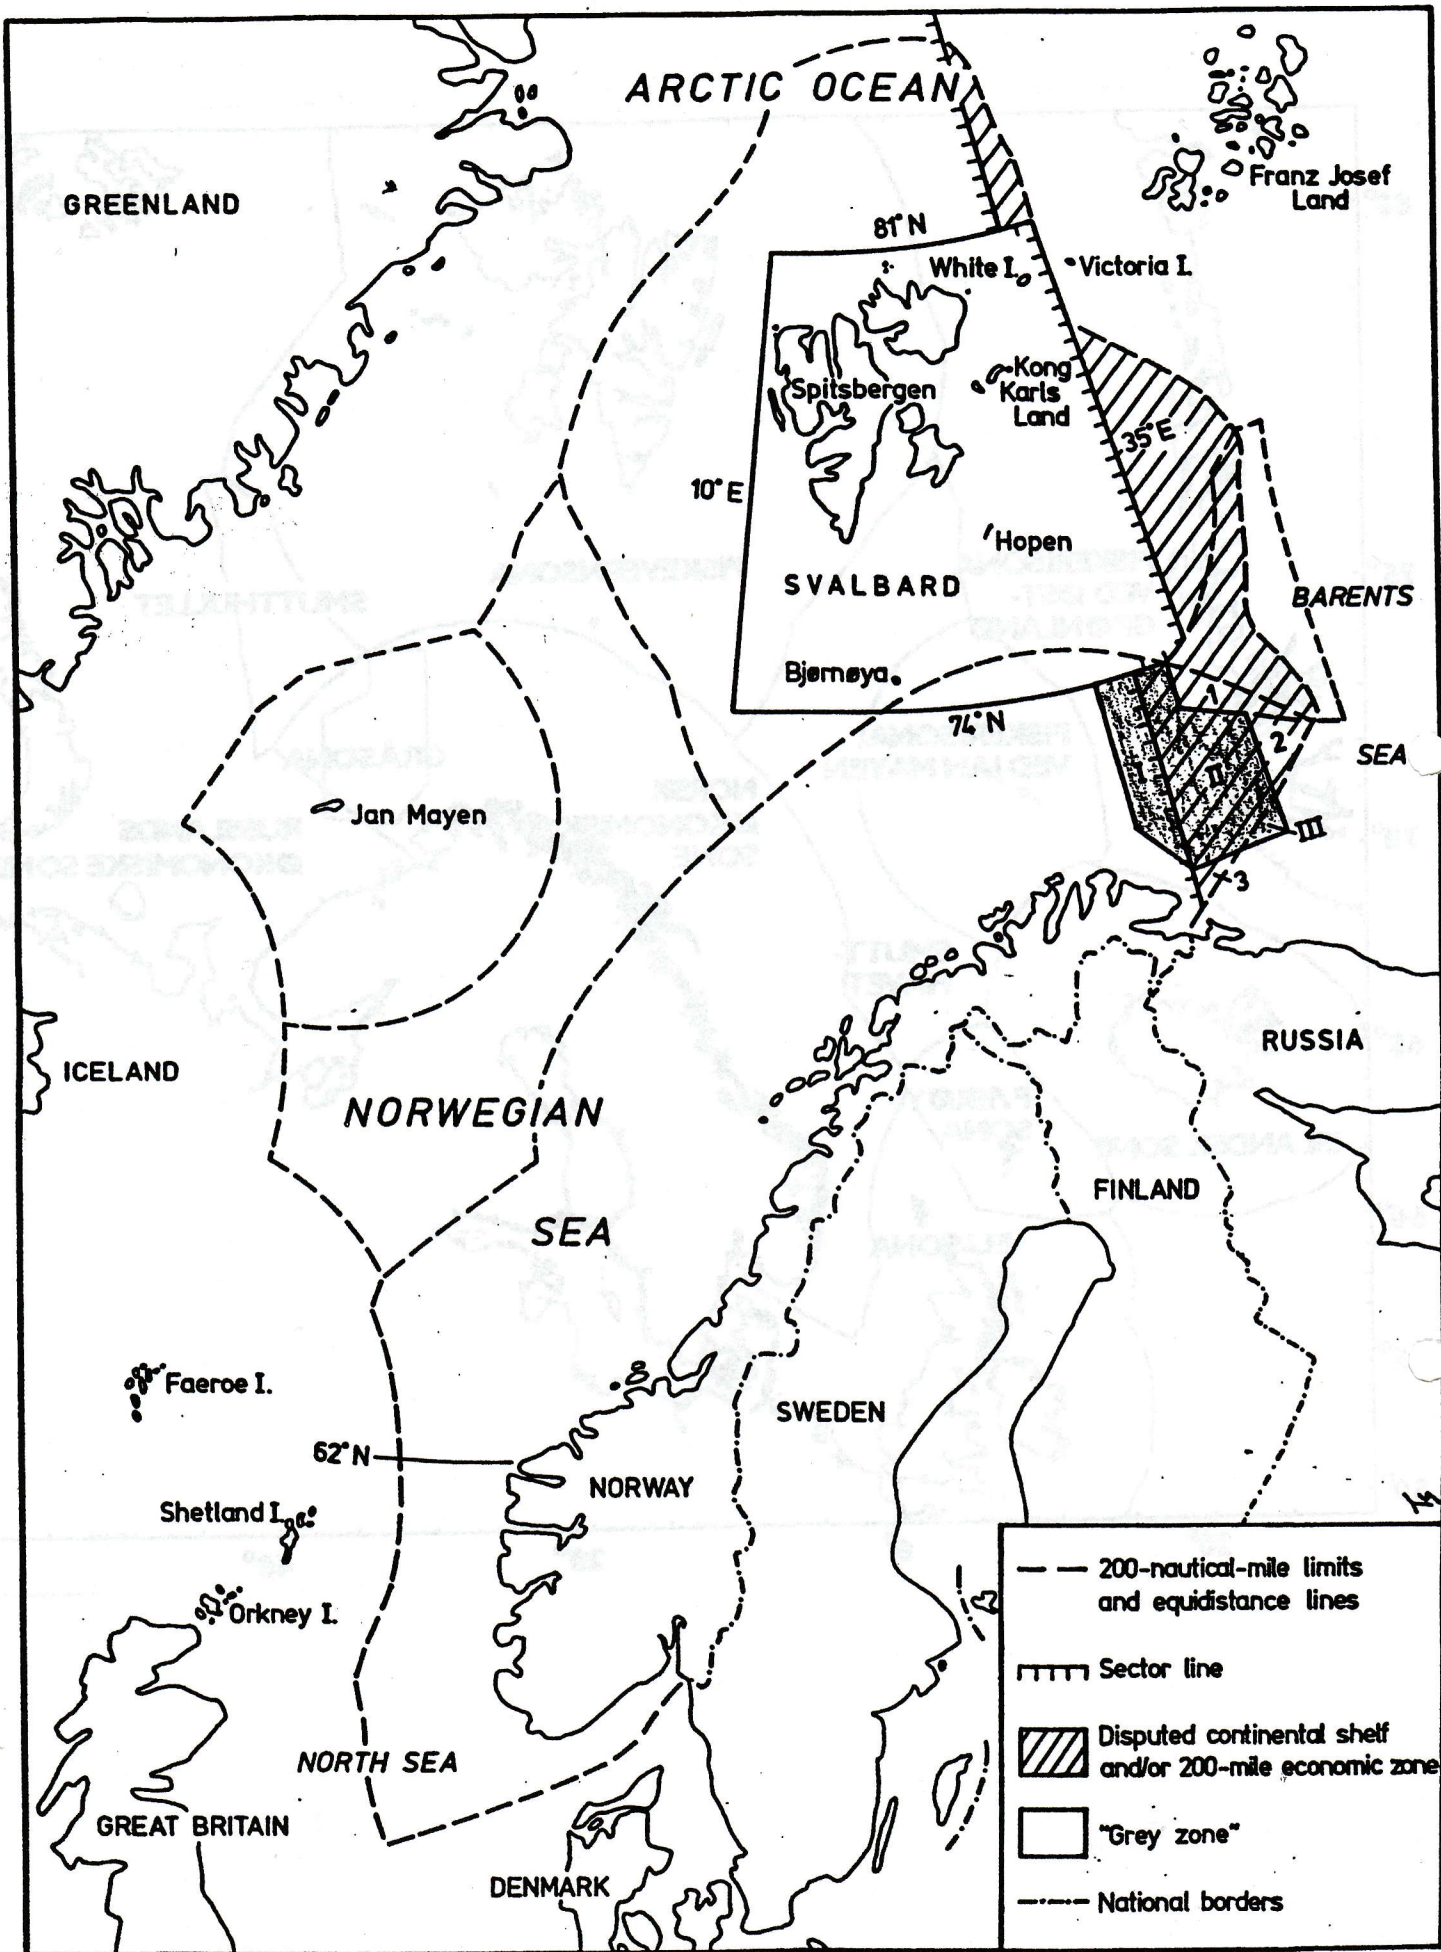 ARCTIC OCEAN
GREENLAND
Franz Josef
Land
81°N
White I.
Victoria I.
Kong
Karls
Land
Spitsbergen
35°E
10°E
Hopen
SVALBARD
BARENTS
Bjørnøya
74°N
1
2
SEA
I
II
III
Jan Mayen
3
ICELAND
RUSSIA
NORWEGIAN
FINLAND
SEA
Faeroe I.
SWEDEN
62°N
NORWAY
Shetland I.
Orkney I.
NORTH SEA
GREAT BRITAIN
DENMARK
200-nautical-mile limits
and equidistance lines
Sector line
Disputed continental shelf
and/or 200-mile economic zone
"Grey zone"
National borders